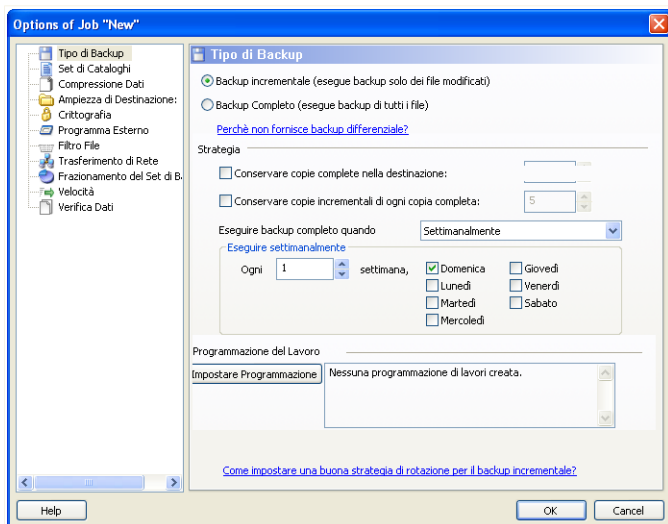 Options of Job "New"
Tipo di Backup
Set di Cataloghi
Compressione Dati
Ampiezza di Destinazione:
Crittografia
Programma Esterno
Filtro File
Trasferimento di Rete
Frazionamento del Set di B
Velocità
Verifica Dati
Tipo di Backup
Backup incrementale (esegue backup solo dei file modificati)
Backup Completo (esegue backup di tutti i file)
Perchè non fornisce backup differenziale?
Strategia
Conservare copie complete nella destinazione:
Conservare copie incrementali di ogni copia completa:
5
Eseguire backup completo quando
Settimanalmente
Eseguire settimanalmente
Ogni
1
settimana,
Domenica
Giovedì
Lunedì
Venerdì
Martedì
Sabato
Mercoledì
Programmazione del Lavoro
Impostare Programmazione
Nessuna programmazione di lavori creata.
Come impostare una buona strategia di rotazione per il backup incrementale?
Help
OK
Cancel